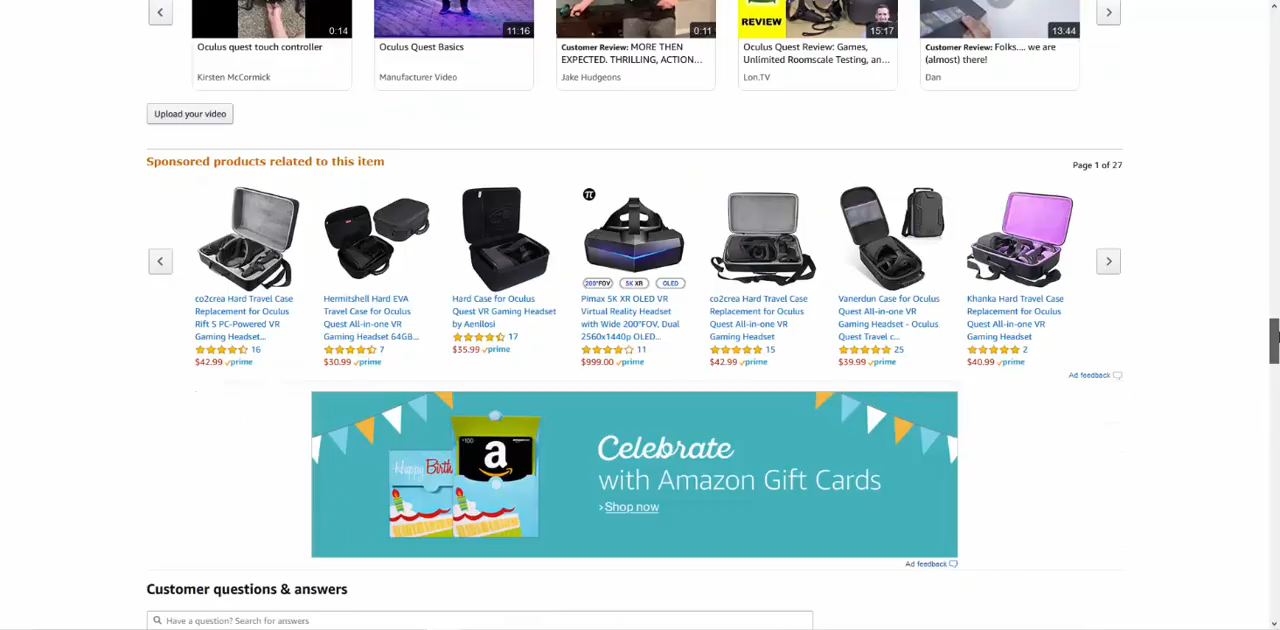 REVIEW
0:14
11:16
0:11
15:17
13:44
Oculus quest touch controller
Kirsten McCormick
Oculus Quest Basics
Manufacturer Video
Customer Review: MORE THEN
EXPECTED. THRILLING, ACTION...
Jake Hudgeons
Oculus Quest Review: Games,
Unlimited Roomscale Testing, an...
Lon.TV
Customer Review: Folks.... we are
(almost) there!
Dan
Upload your video
Sponsored products related to this item
Page 1 of 27
co2crea Hard Travel Case
Replacement for Oculus
Rift S PC-Powered VR
Gaming Headset...
16
$42.99 prime
Hermitshell Hard EVA
Travel Case for Oculus
Quest All-in-one VR
Gaming Headset 64GB...
7
$30.99 prime
Hard Case for Oculus
Quest VR Gaming Headset
by Aenllosi
17
$35.99 prime
π
200°FOV
5K XR
OLED
Pimax 5K XR OLED VR
Virtual Reality Headset
with Wide 200°FOV, Dual
2560x1440p OLED...
11
$999.00 prime
co2crea Hard Travel Case
Replacement for Oculus
Quest All-in-one VR
Gaming Headset
15
$42.99 prime
Vanerdun Case for Oculus
Quest All-in-one VR
Gaming Headset - Oculus
Quest Travel c...
25
$39.99 prime
Khanka Hard Travel Case
Replacement for Oculus
Quest All-in-one VR
Gaming Headset
2
$40.99 prime
Ad feedback
Happy Birth
$100
a
Celebrate
with Amazon Gift Cards
›Shop now
Ad feedback
Customer questions & answers
Have a question? Search for answers